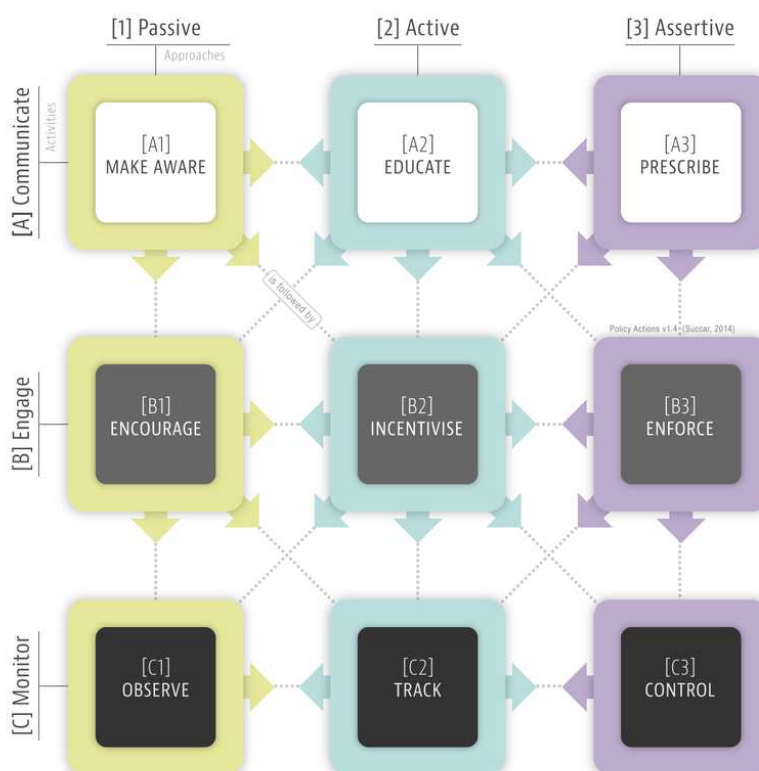 [1] Passive
[2] Active
[3] Assertive
Approaches
[A] Communicate
Activities
[A1]
MAKE AWARE
[A2]
EDUCATE
[A3]
PRESCRIBE
is followed by
Policy Actions v1.4 (Succar, 2014)
[B] Engage
[B1]
ENCOURAGE
[B2]
INCENTIVISE
[B3]
ENFORCE
[C] Monitor
[C1]
OBSERVE
[C2]
TRACK
[C3]
CONTROL